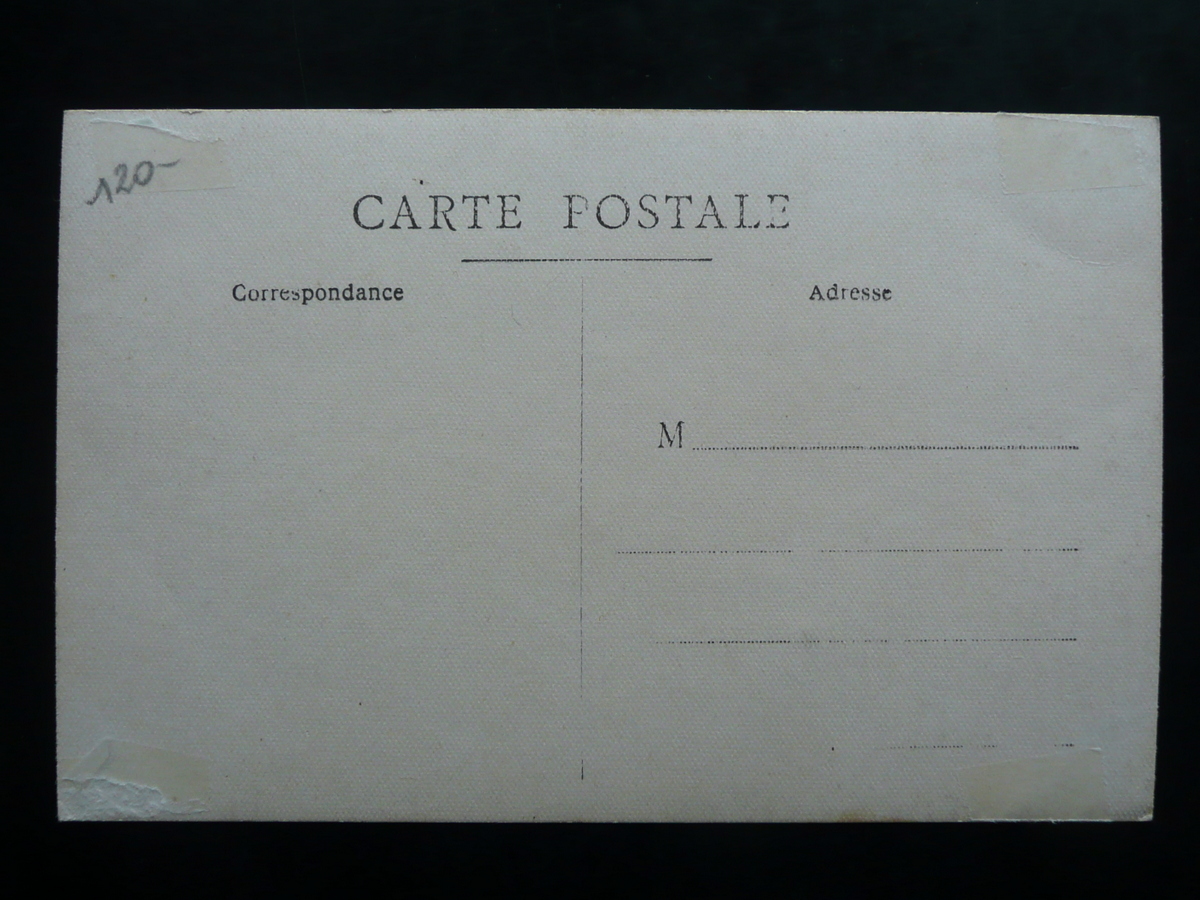 120-
CARTE POSTALE
Correspondance
Adresse
M